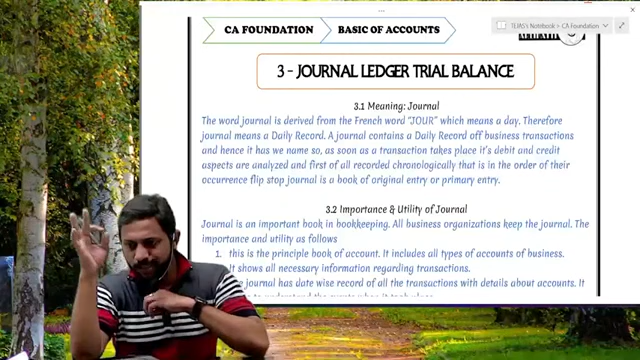 TEJAS's Notebook > CA Foundation
CA FOUNDATION
BASIC OF ACCOUNTS
3 - JOURNAL LEDGER TRIAL BALANCE
3.1 Meaning: Journal
The word journal is derived from the French word "JOUR" which means a day. Therefore
journal means a Daily Record. A journal contains a Daily Record off business transactions
and hence it has we name so, as soon as a transaction takes place it's debit and credit
aspects are analyzed and first of all recorded chronologically that is in the order of their
occurrence flip stop journal is a book of original entry or primary entry.
3.2 Importance & Utility of Journal
Journal is an important book in bookkeeping. All business organizations keep the journal. The
importance and utility as follows
1. this is the principle book of account. It includes all types of accounts of business.
It shows all necessary information regarding transactions.
journal has date wise record of all the transactions with details about accounts. It